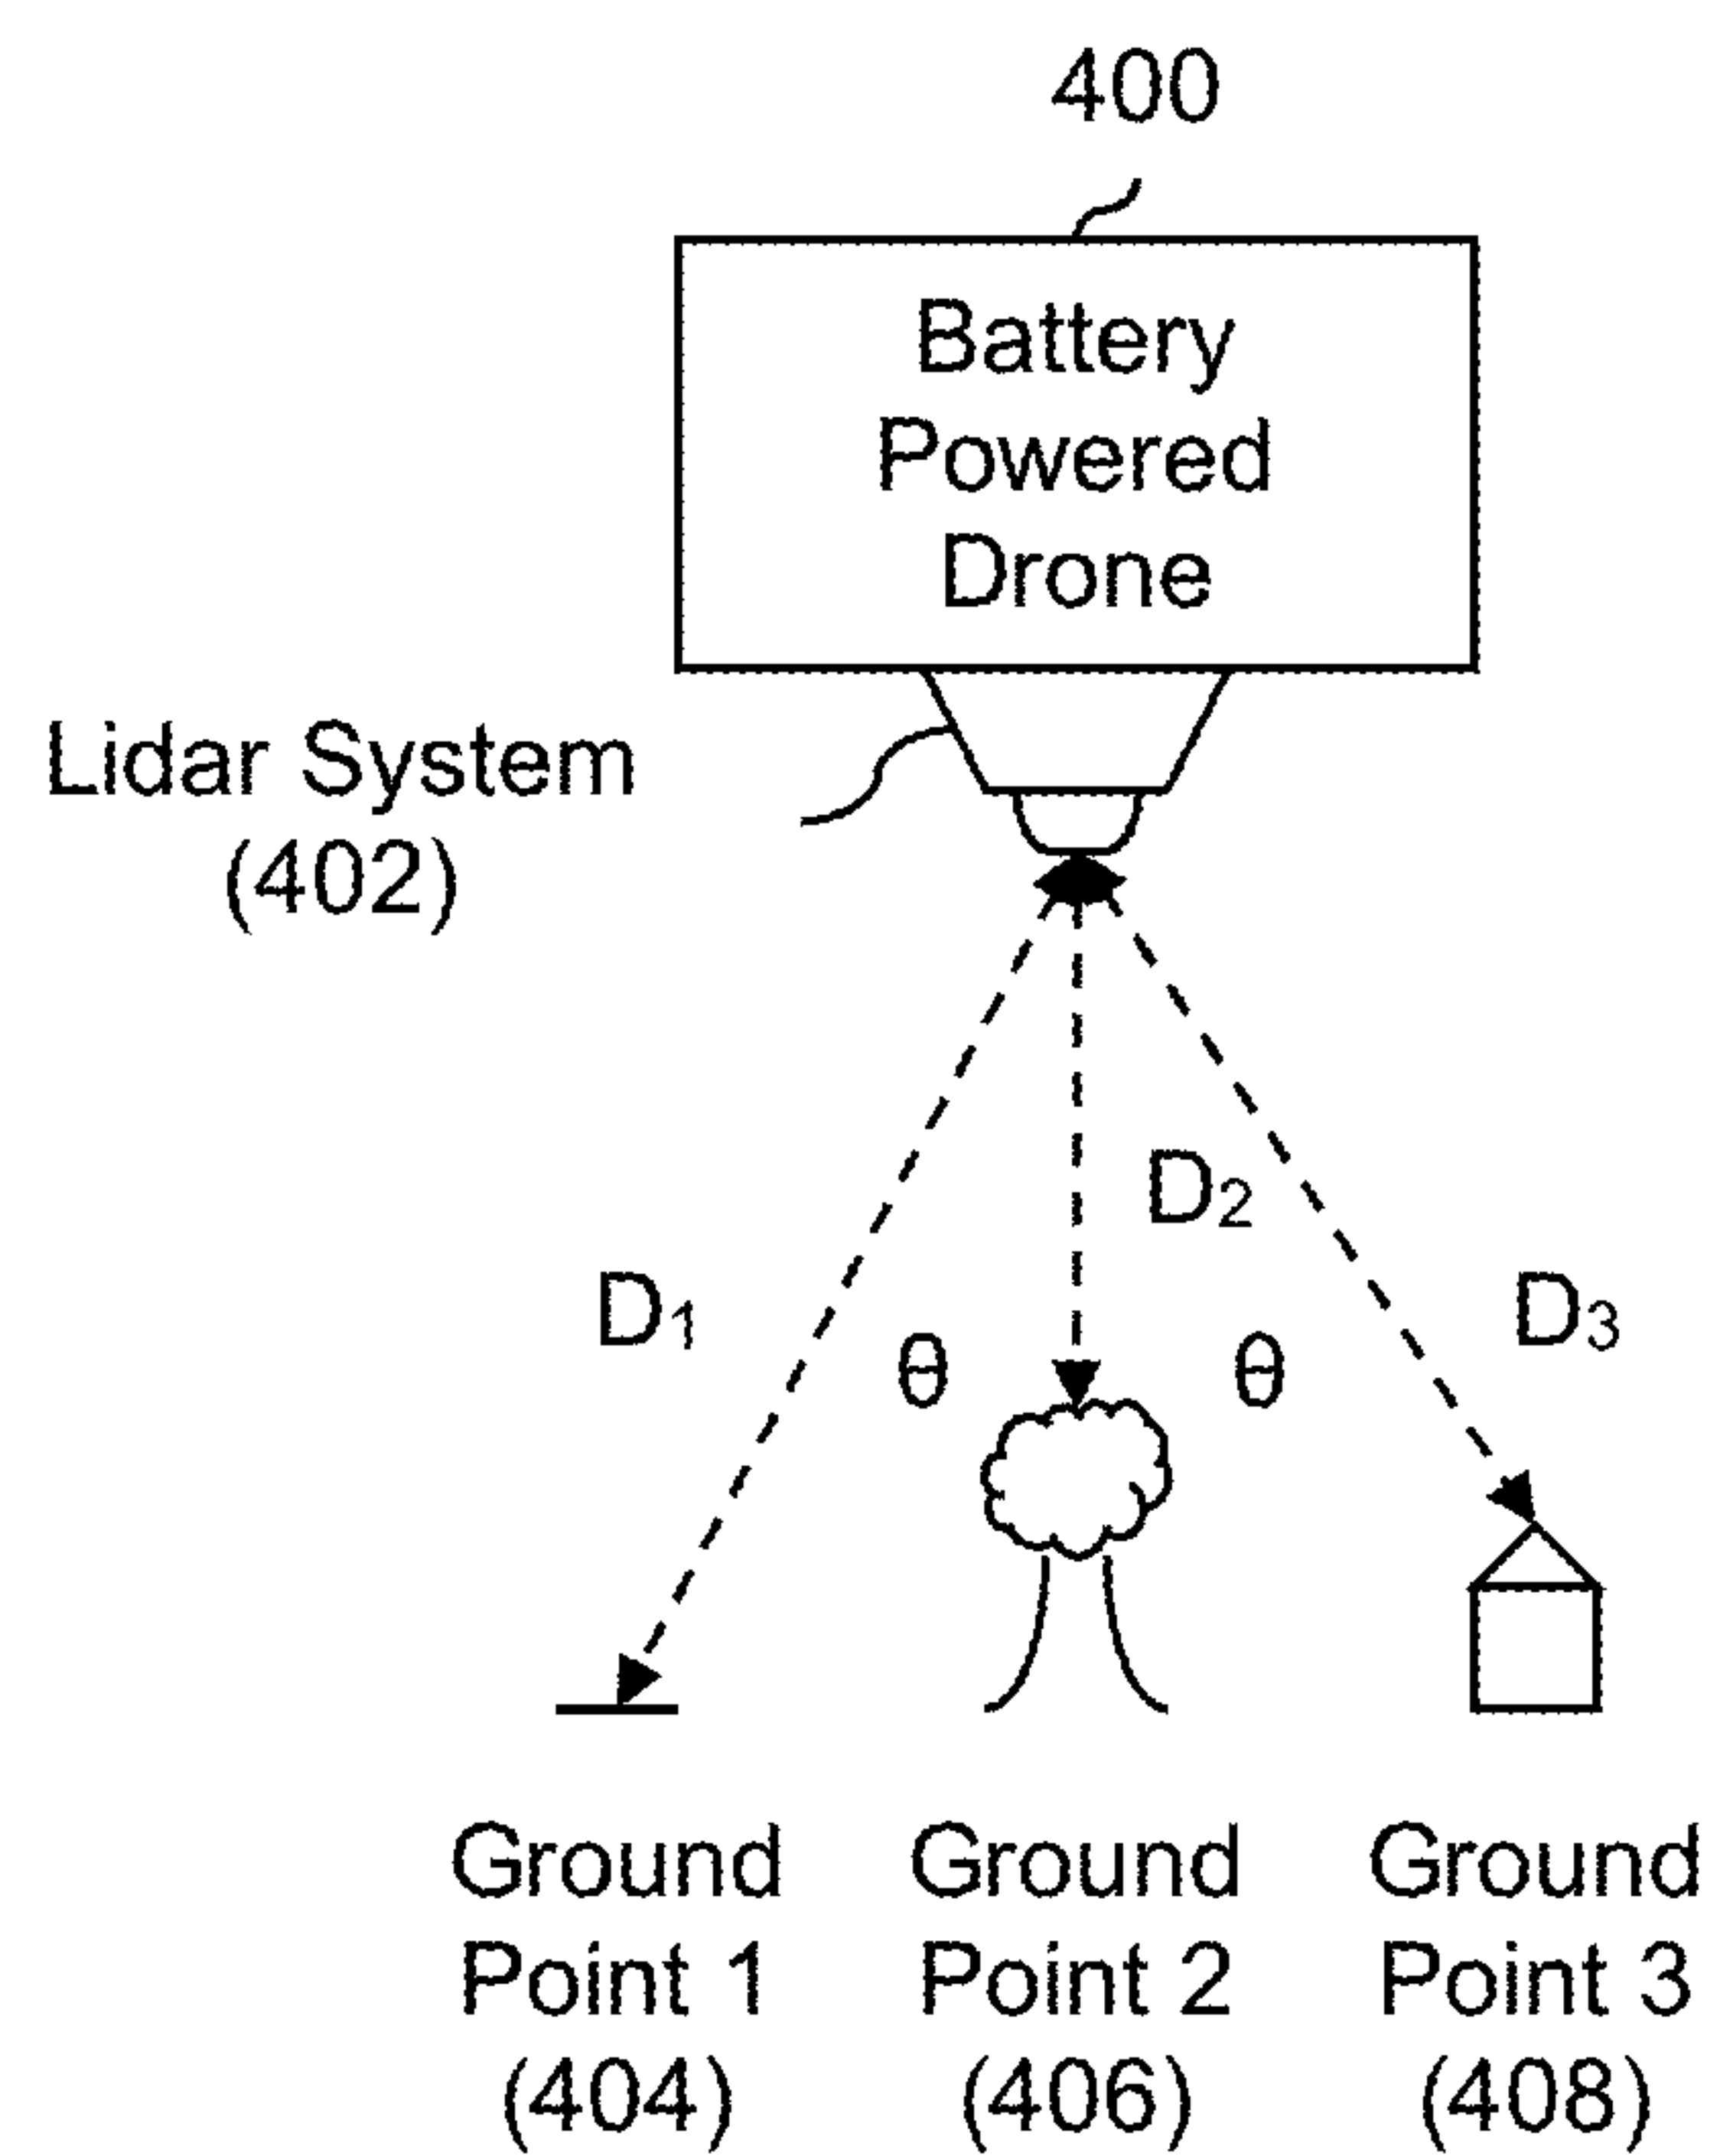 400
Battery
Powered
Drone
Lidar System
(402)
D2
D1
D3
θ
θ
Ground
Point 1
(404)
Ground
Point 2
(406)
Ground
Point 3
(408)